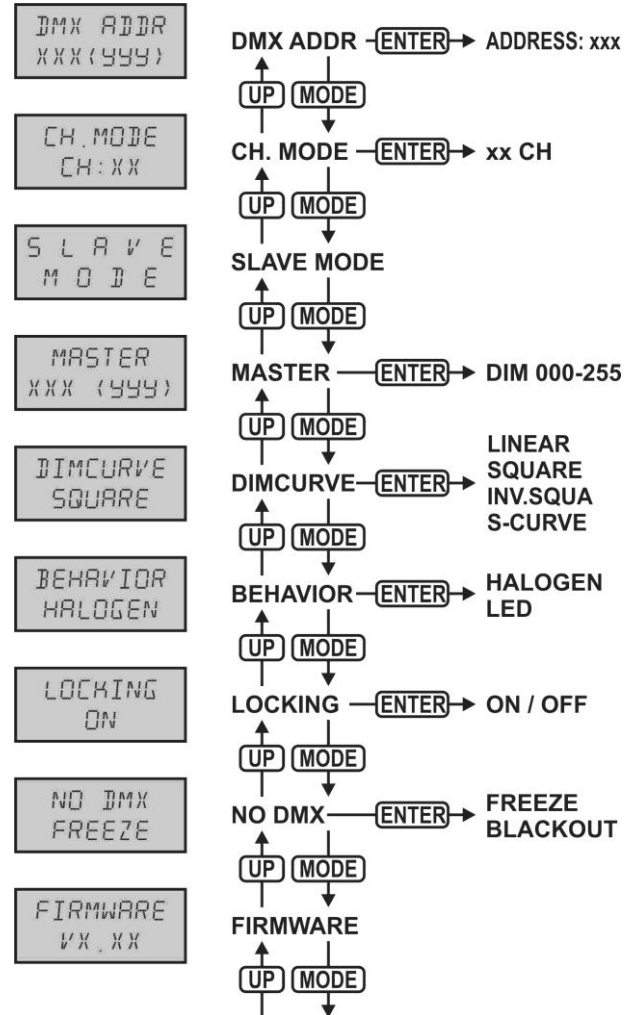 DMX ADDR
XXX(YYY)
DMX ADDR ENTER ADDRESS: xxx
UP MODE
CH.MODE
CH:XX
CH. MODE ENTER xx CH
UP MODE
SLAVE
MODE
SLAVE MODE
UP MODE
MASTER
XXX (YYY)
MASTER ENTER DIM 000-255
UP MODE
DIMCURVE
SQUARE
DIMCURVE ENTER
LINEAR
SQUARE
INV.SQUA
S-CURVE
UP MODE
BEHAVIOR
HALOGEN
BEHAVIOR ENTER
HALOGEN
LED
UP MODE
LOCKING
ON
LOCKING ENTER ON / OFF
UP MODE
NO DMX
FREEZE
NO DMX ENTER
FREEZE
BLACKOUT
UP MODE
FIRMWARE
VX.XX
FIRMWARE
UP MODE